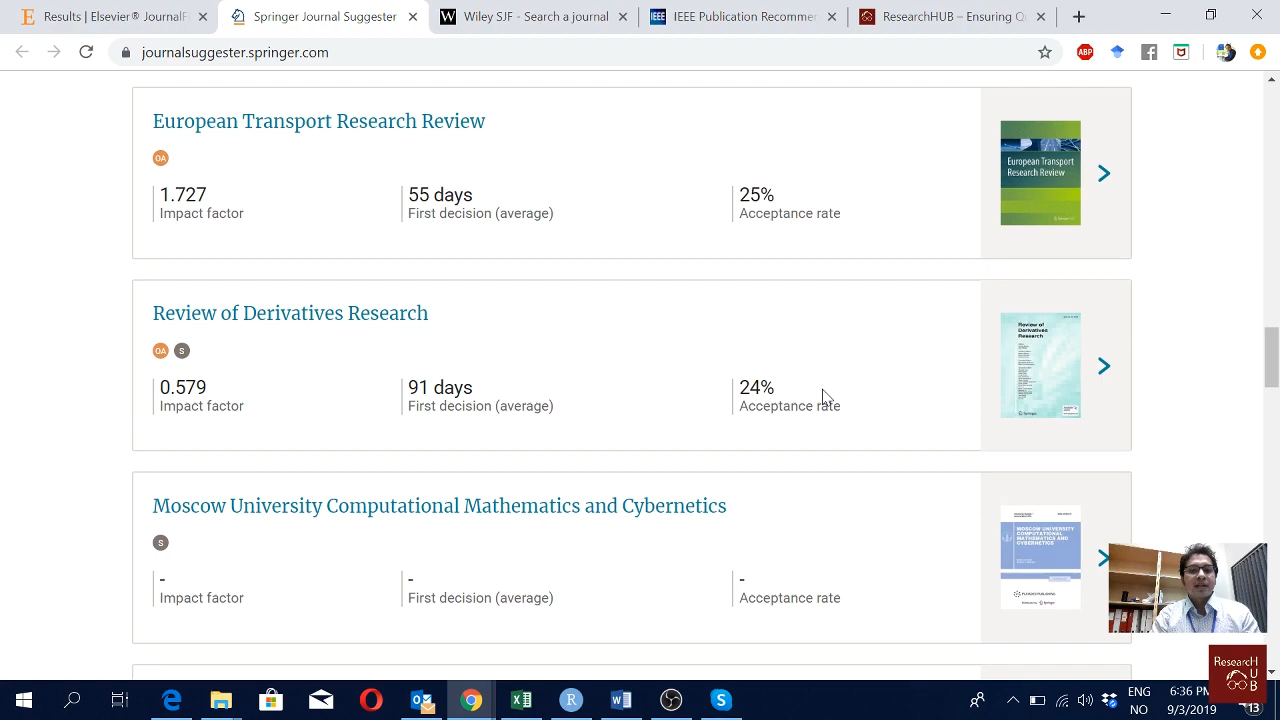 Results | Elsevier® JournalF
Springer Journal Suggester
Wiley SJF - Search a journal
IEEE Publication Recomme
ResearchHUB – Ensuring Q
journalsuggester.springer.com
ABP
European Transport Research Review
OA
1.727
Impact factor
55 days
First decision (average)
25%
Acceptance rate
European Transport
Research Review
Review of Derivatives Research
OA
S
0.579
Impact factor
91 days
First decision (average)
24%
Acceptance rate
Review of
Derivatives
Research
Moscow University Computational Mathematics and Cybernetics
S
-
Impact factor
-
First decision (average)
-
Acceptance rate
MOSCOW UNIVERSITY
COMPUTATIONAL
MATHEMATICS AND
CYBERNETICS
Research HUB
ENG
NO
6:36 PM
9/3/2019
13